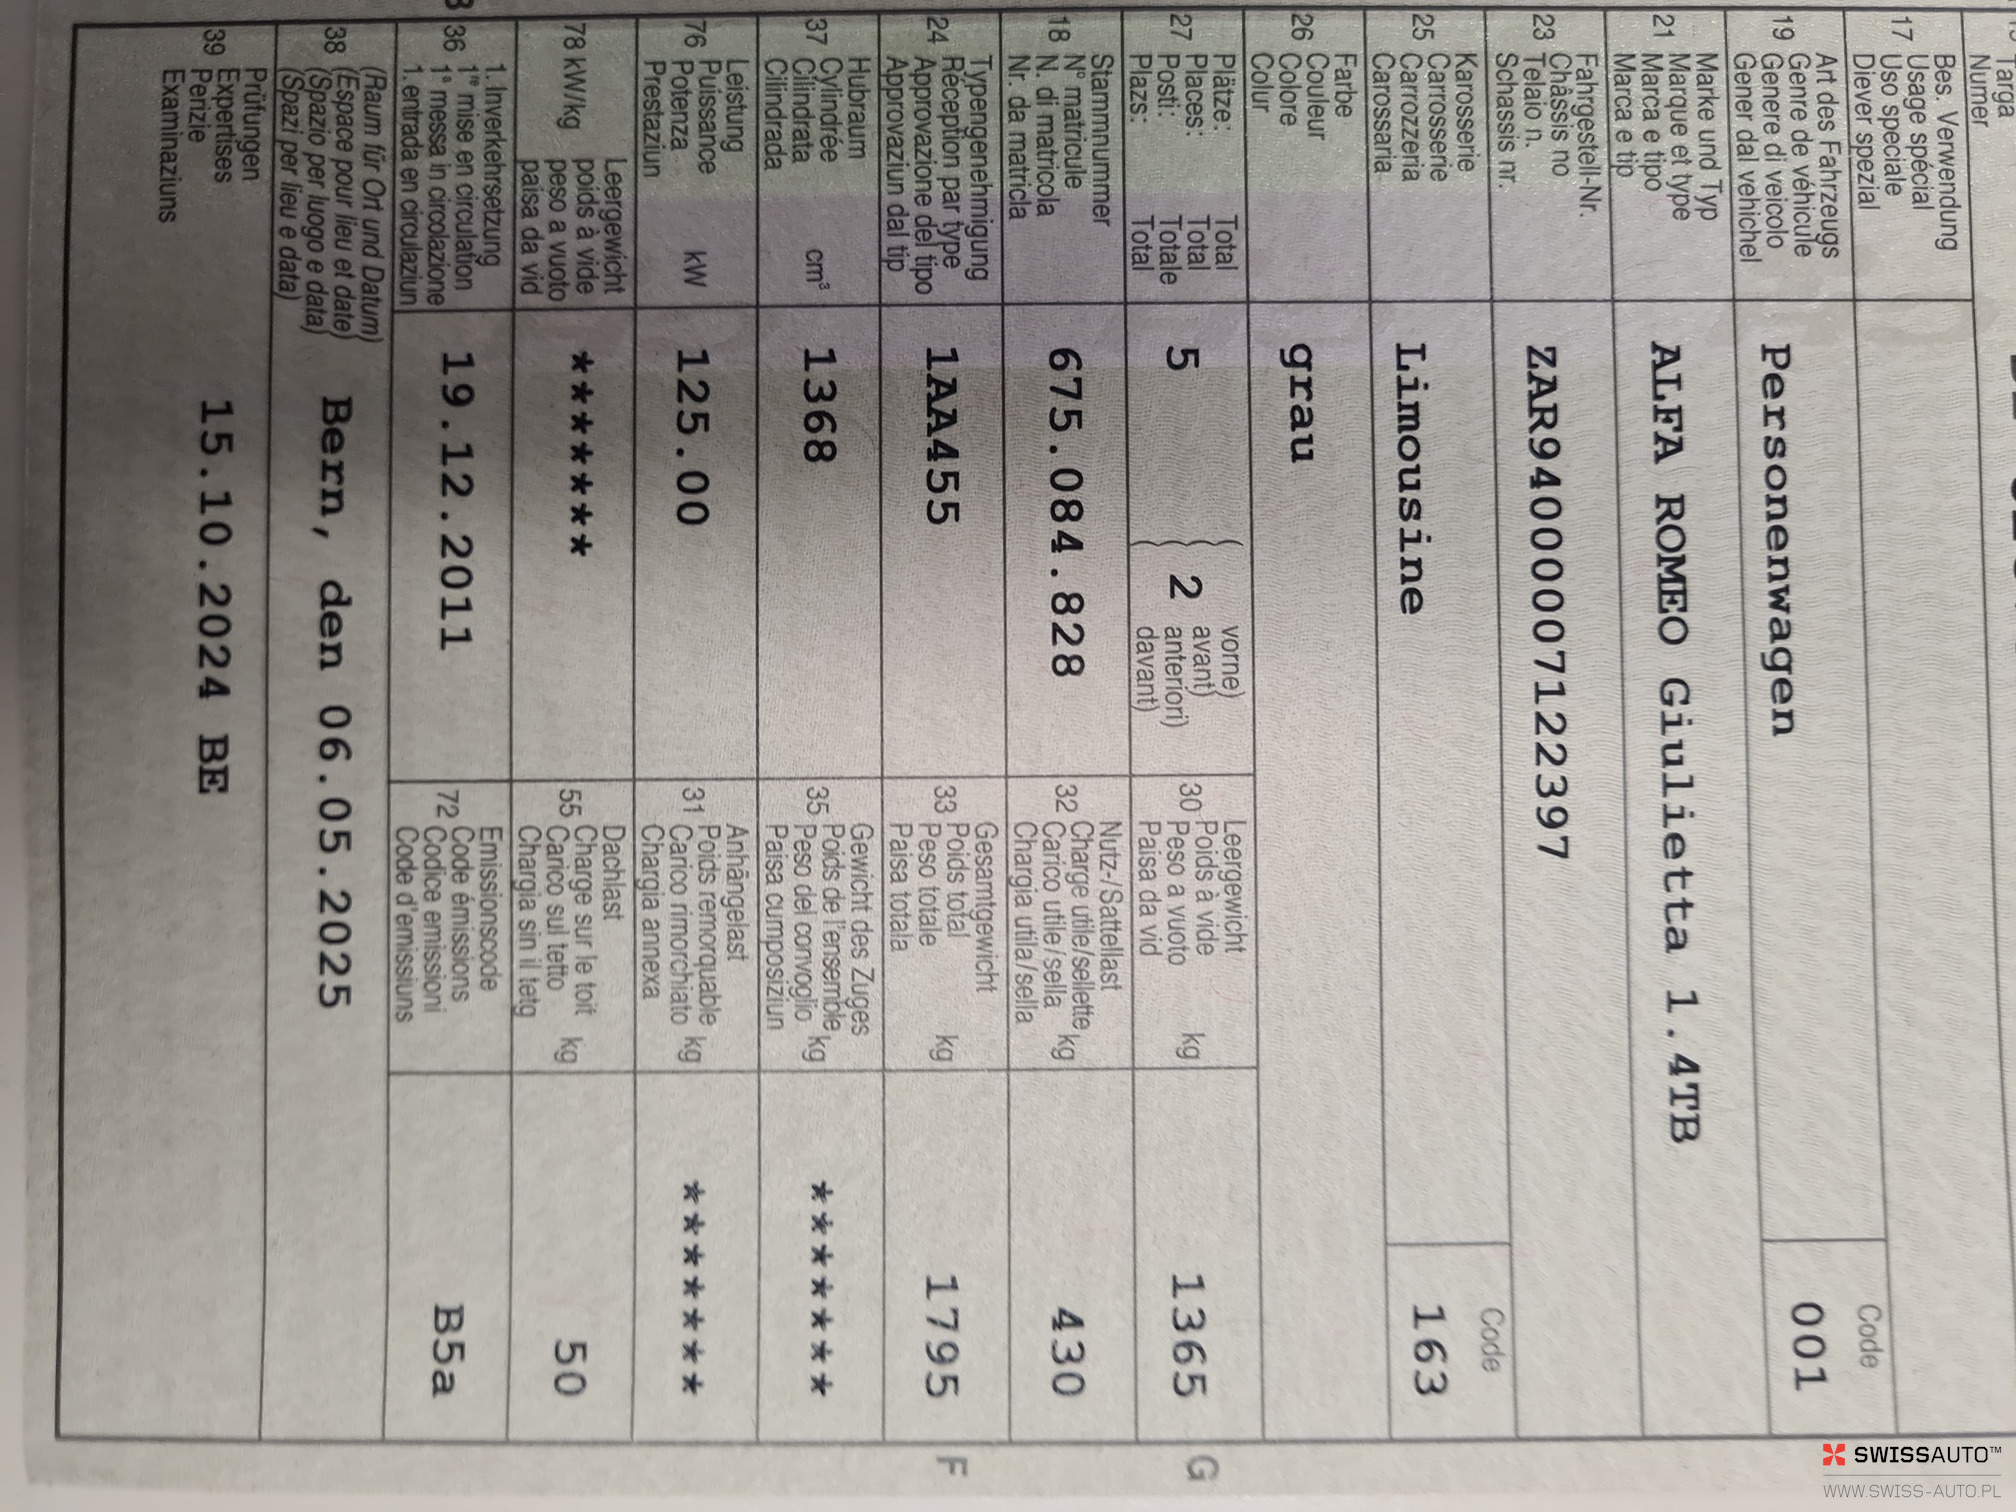 Targa
Numer
Bes. Verwendung
Usage spécial
17 Uso speciale
Diever spezial
Art des Fahrzeugs
Genre de véhicule
19 Genere di veicolo
Gener dal vehichel
Personenwagen
Code
001
Marke und Typ
Marque et type
21 Marca e tipo
Marca e tip
ALFA ROMEO Giulietta 1.4TB
Fahrgestell-Nr.
Châssis no
23 Telaio n.
Schassis nr.
ZAR94000007122397
Karosserie
Carrosserie
25 Carrozzeria
Carossaria
Limousine
Code
163
Farbe
Couleur
26 Colore
Colur
grau
Plätze: Total
Places: Total
27 Posti: Totale
Plazs: Total
5
( 2
vorne)
avant)
anteriori)
davant)
Leergewicht
Poids à vide
30 Peso a vuoto kg
Paisa da vid
1365
G
Stammnummer
N° matricule
18 N. di matricola
Nr. da matricla
675.084.828
Nutz-/Sattellast
Charge utile/sellette
32 Carico utile/sella kg
Chargia utila/sella
430
Typengenehmigung
Réception par type
24 Approvazione del tipo
Approvaziun dal tip
1AA455
Gesamtgewicht
Poids total
33 Peso totale kg
Paisa totala
1795
F
Hubraum
Cylindrée
37 Cilindrata cm³
Cilindrada
1368
Gewicht des Zuges
Poids de l'ensemble
35 Peso del convoglio kg
Paisa cumposiziun
*******
Leistung
Puissance
76 Potenza kW
Prestaziun
125.00
Anhängelast
Poids remorquable
31 Carico rimorchiato kg
Chargia annexa
*******
Leergewicht
poids à vide
78 kW/kg peso a vuoto
paisa da vid
*******
Dachlast
Charge sur le toit
55 Carico sul tetto kg
Chargia sin il tetg
50
1. Inverkehrsetzung
1re mise en circulation
36 1a messa in circolazione
1. entrada en circulaziun
19.12.2011
Emissionscode
Code émissions
72 Codice emissioni
Code d'emissiuns
B5a
(Raum für Ort und Datum)
(Espace pour lieu et date)
38 (Spazio per luogo e data)
(Spazi per lieu e data)
Bern, den 06.05.2025
Prüfungen
Expertises
39 Perizie
Examinaziuns
15.10.2024 BE
SWISSAUTO™
WWW.SWISS-AUTO.PL